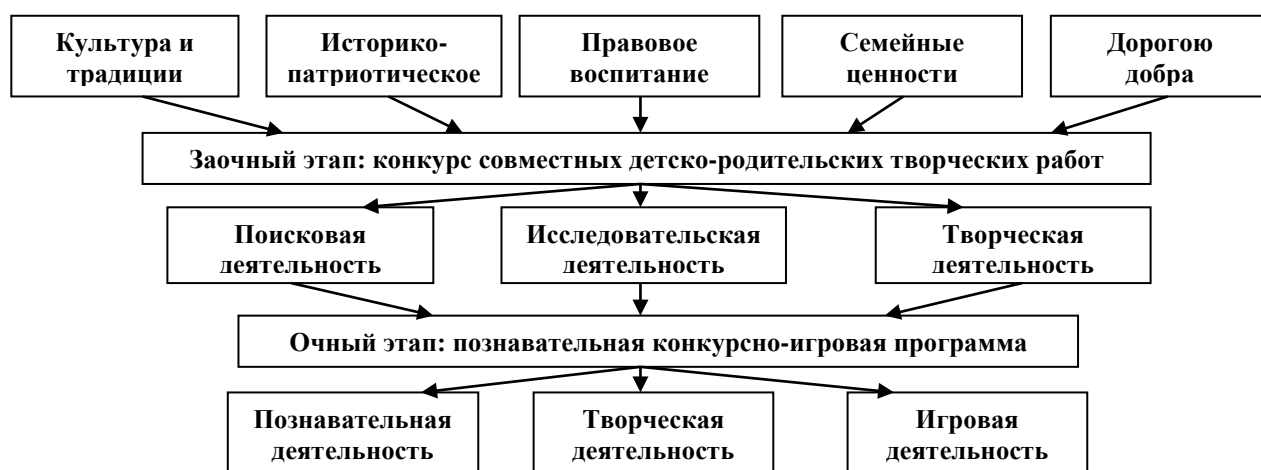 Культура и
традиции
Историко-
патриотическое
Правовое
воспитание
Семейные
ценности
Дорогою
добра
Заочный этап: конкурс совместных детско-родительских творческих работ
Поисковая
деятельность
Исследовательская
деятельность
Творческая
деятельность
Очный этап: познавательная конкурсно-игровая программа
Познавательная
деятельность
Творческая
деятельность
Игровая
деятельность